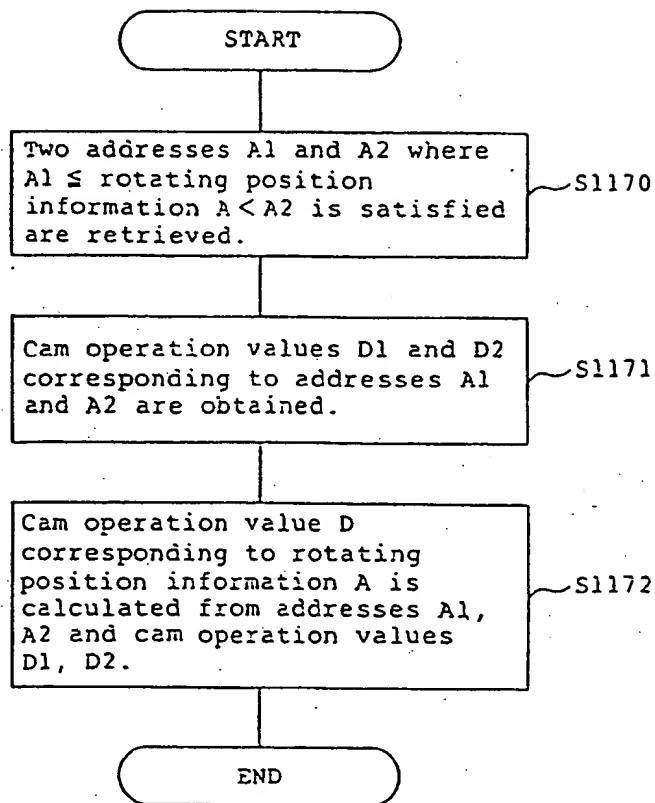 START
Two addresses A1 and A2 where
A1 ≦ rotating position
information A < A2 is satisfied
are retrieved.
S1170
Cam operation values D1 and D2
corresponding to addresses A1
and A2 are obtained.
S1171
Cam operation value D
corresponding to rotating
position information A is
calculated from addresses A1,
A2 and cam operation values
D1, D2.
S1172
END